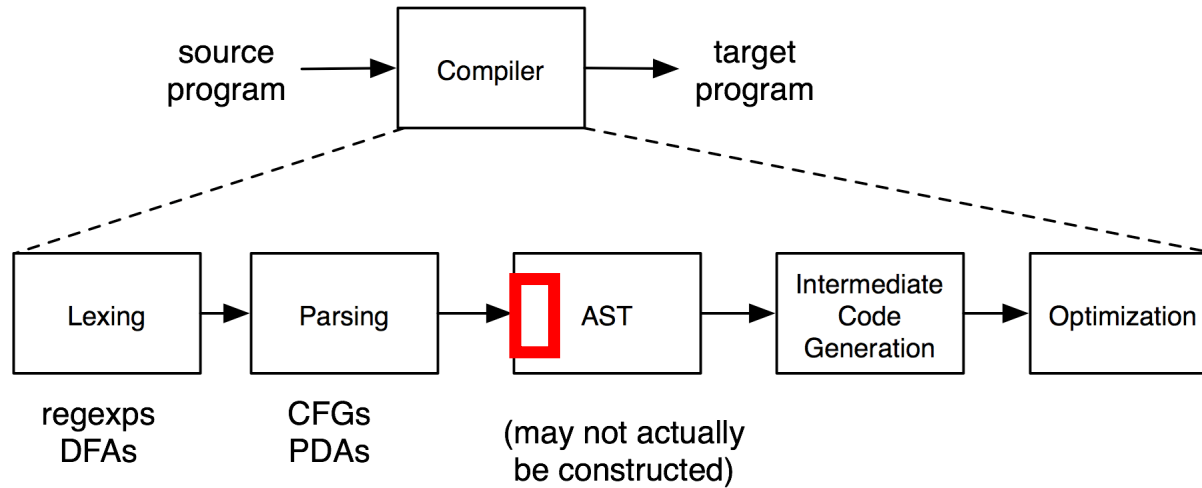 source
program
Compiler
target
program
Lexing
Parsing
AST
Intermediate
Code
Generation
Optimization
regexps
DFAs
CFGs
PDAs
(may not actually
be constructed)